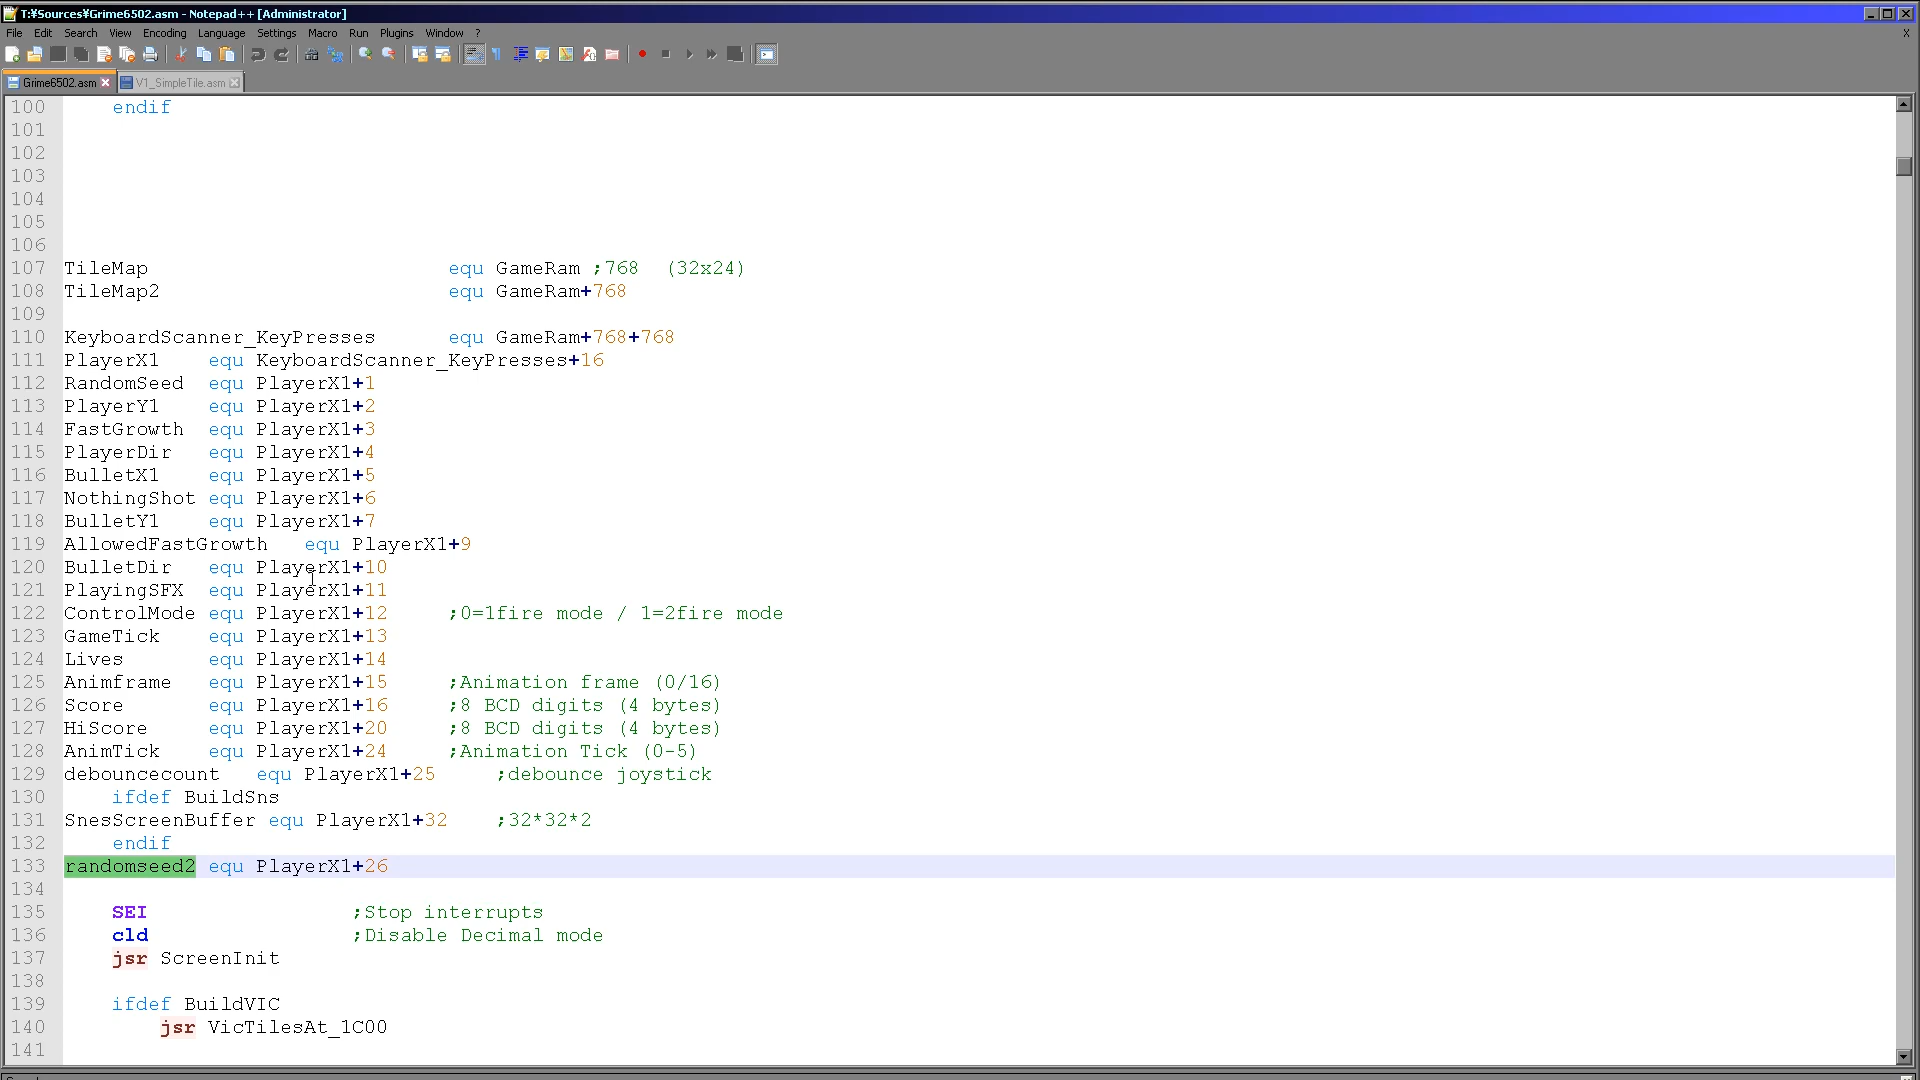 T:¥Sources¥Grime6502.asm - Notepad++ [Administrator]
File Edit Search View Encoding Language Settings Macro Run Plugins Window ? X
Grime6502.asm V1_SimpleTile.asm
100 endif
101
102
103
104
105
106
107 TileMap equ GameRam ;768 (32x24)
108 TileMap2 equ GameRam+768
109
110 KeyboardScanner_KeyPresses equ GameRam+768+768
111 PlayerX1 equ KeyboardScanner_KeyPresses+16
112 RandomSeed equ PlayerX1+1
113 PlayerY1 equ PlayerX1+2
114 FastGrowth equ PlayerX1+3
115 PlayerDir equ PlayerX1+4
116 BulletX1 equ PlayerX1+5
117 NothingShot equ PlayerX1+6
118 BulletY1 equ PlayerX1+7
119 AllowedFastGrowth equ PlayerX1+9
120 BulletDir equ PlayerX1+10
121 PlayingSFX equ PlayerX1+11
122 ControlMode equ PlayerX1+12 ;0=1fire mode / 1=2fire mode
123 GameTick equ PlayerX1+13
124 Lives equ PlayerX1+14
125 Animframe equ PlayerX1+15 ;Animation frame (0/16)
126 Score equ PlayerX1+16 ;8 BCD digits (4 bytes)
127 HiScore equ PlayerX1+20 ;8 BCD digits (4 bytes)
128 AnimTick equ PlayerX1+24 ;Animation Tick (0-5)
129 debouncecount equ PlayerX1+25 ;debounce joystick
130 ifdef BuildSns
131 SnesScreenBuffer equ PlayerX1+32 ;32*32*2
132 endif
133 randomseed2 equ PlayerX1+26
134
135 SEI ;Stop interrupts
136 cld ;Disable Decimal mode
137 jsr ScreenInit
138
139 ifdef BuildVIC
140 jsr VicTilesAt_1C00
141